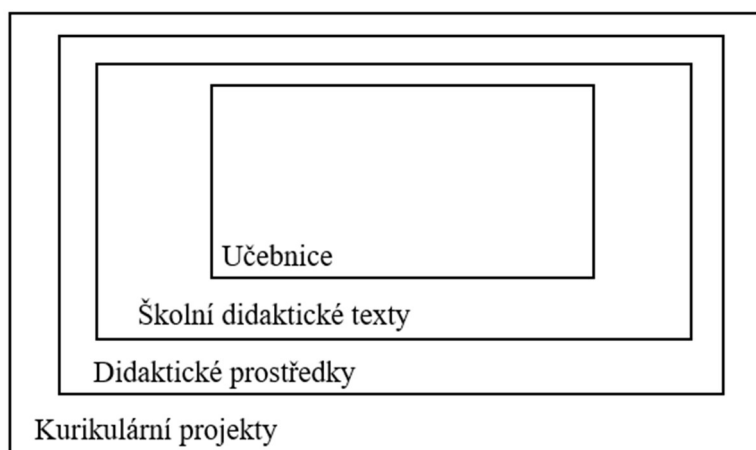 Učebnice
Školní didaktické texty
Didaktické prostředky
Kurikulární projekty